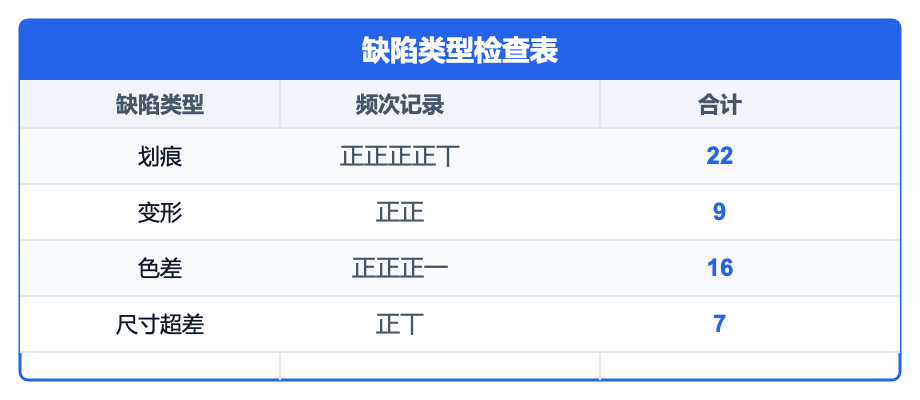 缺陷类型检查表
缺陷类型 频次记录 合计
划痕 正正正正丅 22
变形 正正 9
色差 正正正一 16
尺寸超差 正丅 7